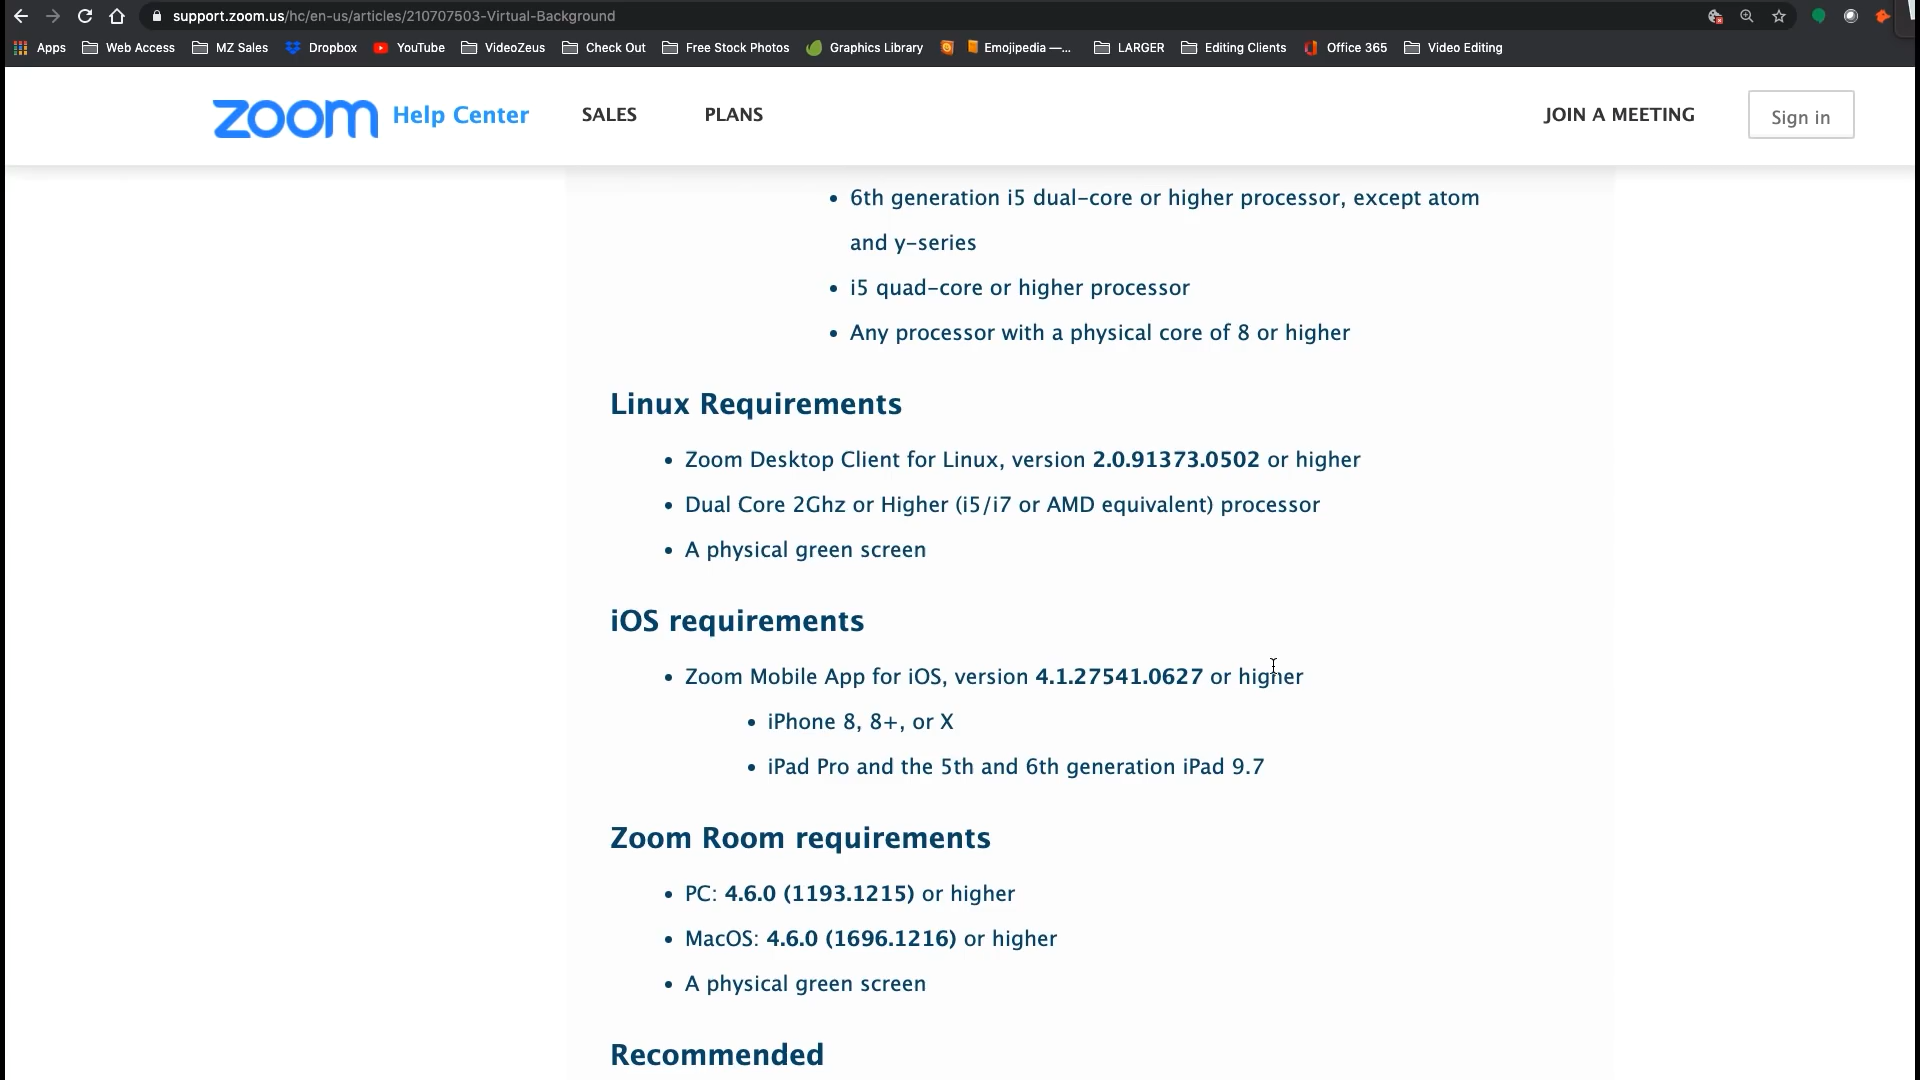 support.zoom.us/hc/en-us/articles/210707503-Virtual-Background
Apps Web Access MZ Sales Dropbox YouTube VideoZeus Check Out Free Stock Photos Graphics Library Emojipedia —... LARGER Editing Clients Office 365 Video Editing
zoom Help Center SALES PLANS JOIN A MEETING Sign in
• 6th generation i5 dual-core or higher processor, except atom
and y-series
• i5 quad-core or higher processor
• Any processor with a physical core of 8 or higher
Linux Requirements
• Zoom Desktop Client for Linux, version 2.0.91373.0502 or higher
• Dual Core 2Ghz or Higher (i5/i7 or AMD equivalent) processor
• A physical green screen
iOS requirements
• Zoom Mobile App for iOS, version 4.1.27541.0627 or higher
• iPhone 8, 8+, or X
• iPad Pro and the 5th and 6th generation iPad 9.7
Zoom Room requirements
• PC: 4.6.0 (1193.1215) or higher
• MacOS: 4.6.0 (1696.1216) or higher
• A physical green screen
Recommended